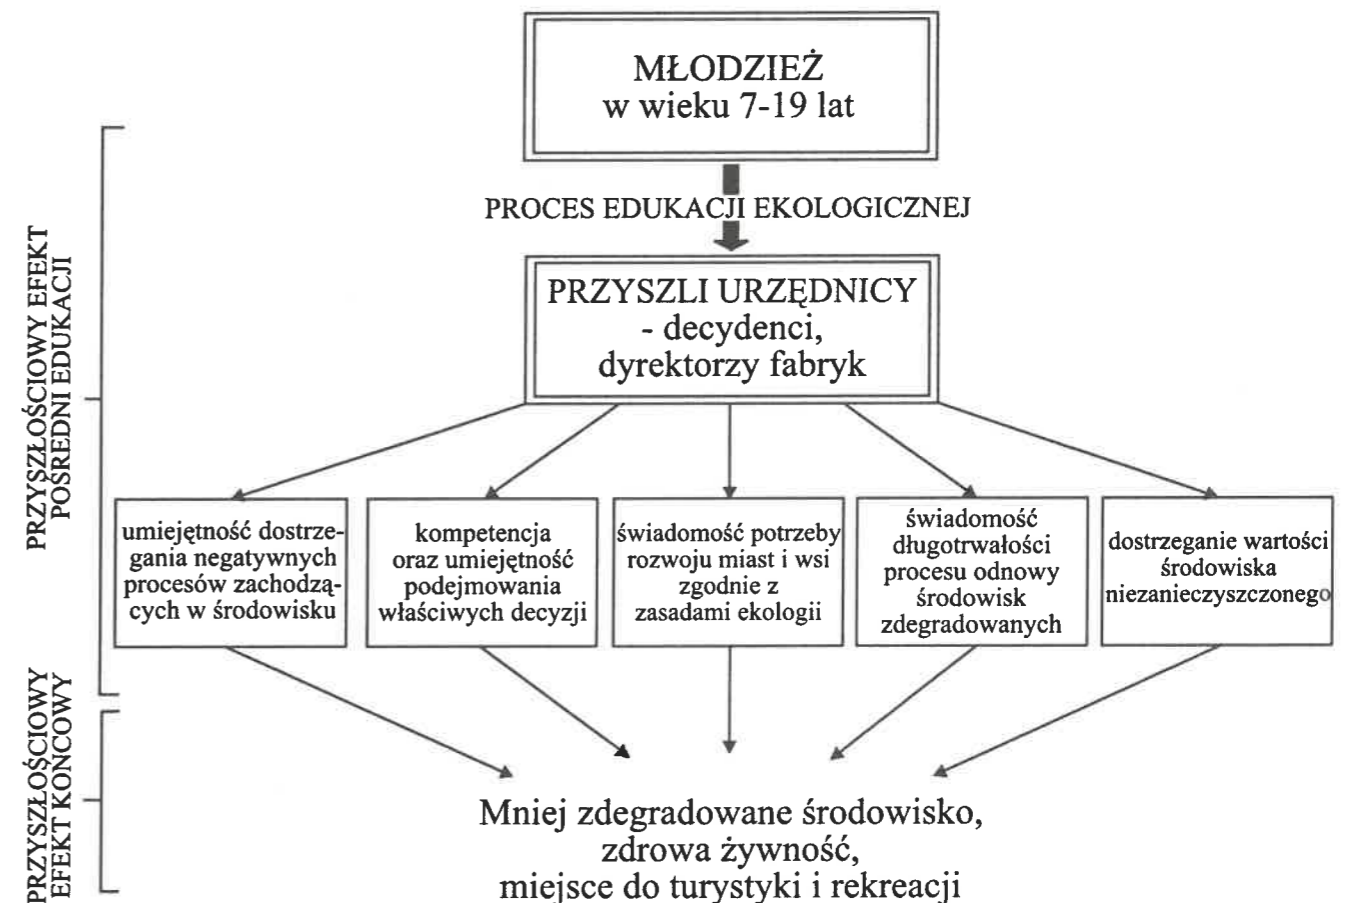 MŁODZIEŻ
w wieku 7-19 lat
PROCES EDUKACJI EKOLOGICZNEJ
PRZYSZLI URZĘDNICY
- decydenci,
dyrektorzy fabryk
PRZYSZŁOŚCIOWY EFEKT
POŚREDNI EDUKACJI
umiejętność dostrze-
gania negatywnych
procesów zachodzą-
cych w środowisku
kompetencja
oraz umiejętność
podejmowania
właściwych decyzji
świadomość potrzeby
rozwoju miast i wsi
zgodnie z
zasadami ekologii
świadomość
długotrwałości
procesu odnowy
środowisk
zdegradowanych
dostrzeganie wartości
środowiska
niezanieczyszczonego
PRZYSZŁOŚCIOWY
EFEKT KOŃCOWY
Mniej zdegradowane środowisko,
zdrowa żywność,
miejsce do turystyki i rekreacji